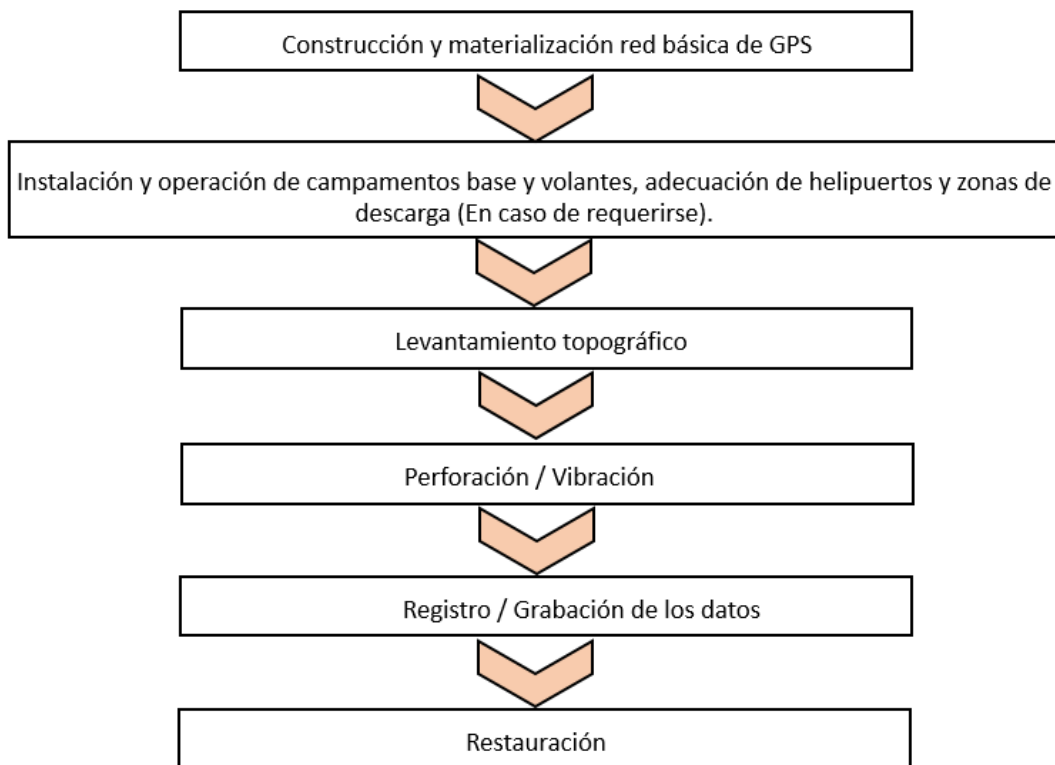 Construcción y materialización red básica de GPS
Instalación y operación de campamentos base y volantes, adecuación de helipuertos y zonas de
descarga (En caso de requerirse).
Levantamiento topográfico
Perforación / Vibración
Registro / Grabación de los datos
Restauración